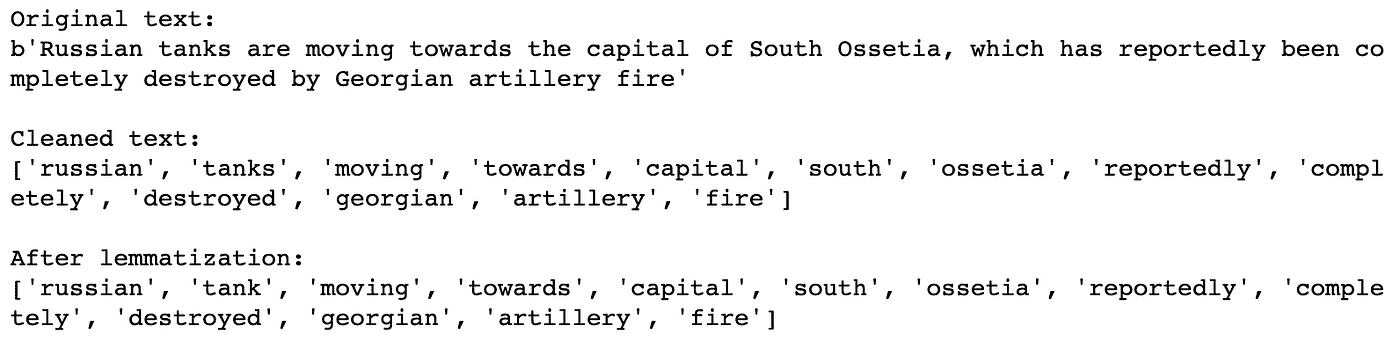 Original text:
b'Russian tanks are moving towards the capital of South Ossetia, which has reportedly been co
mpletely destroyed by Georgian artillery fire'
Cleaned text:
['russian', 'tanks', 'moving', 'towards', 'capital', 'south', 'ossetia', 'reportedly', 'compl
etely', 'destroyed', 'georgian', 'artillery', 'fire']
After lemmatization:
['russian', 'tank', 'moving', 'towards', 'capital', 'south', 'ossetia', 'reportedly', 'comple
tely', 'destroyed', 'georgian', 'artillery', 'fire']